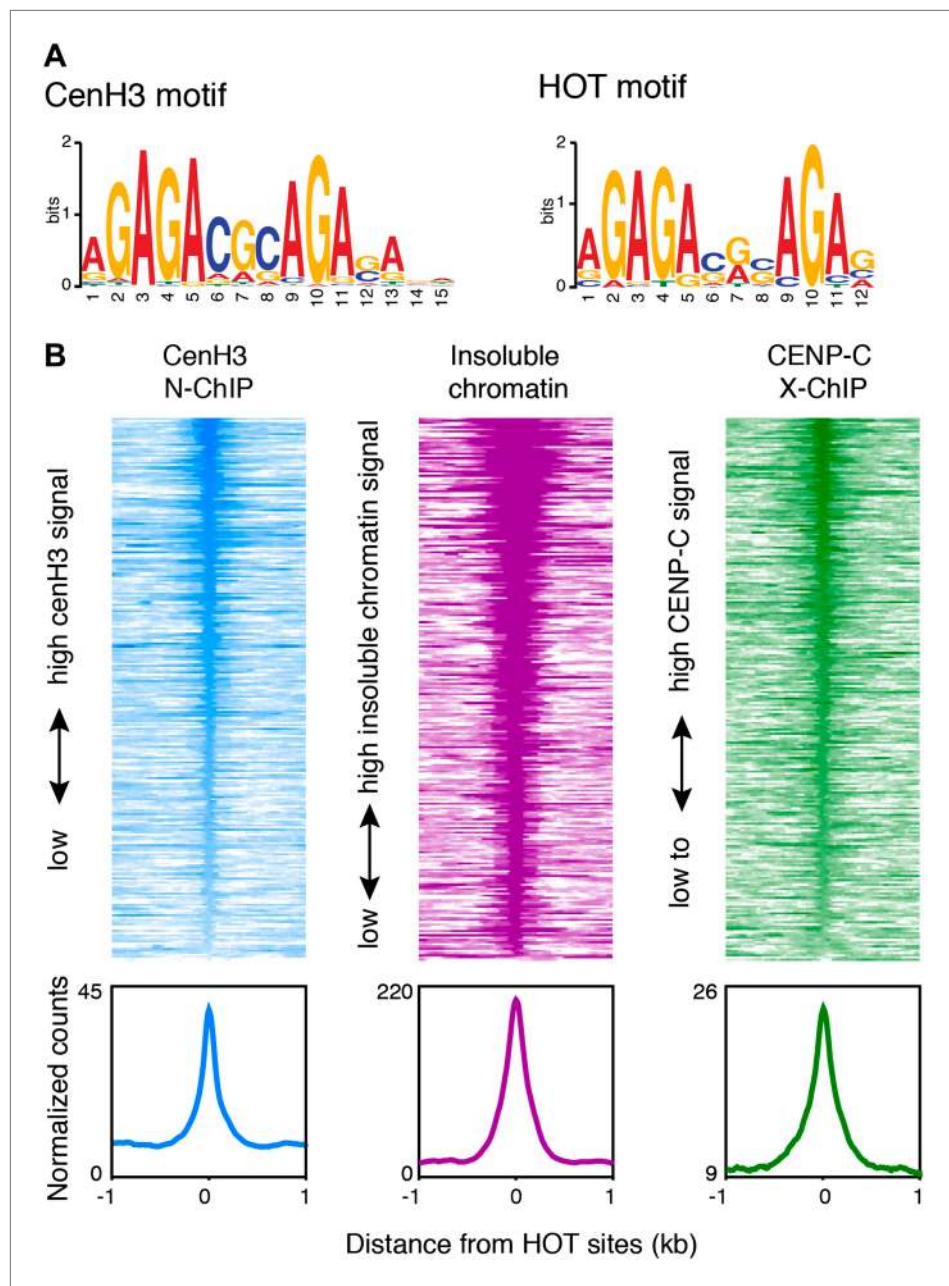 A
CenH3 motif
HOT motif
2
1
0
bits
AGAGACGCAGAGA
1 2 3 4 5 6 7 8 9 10 11 12 13 14 15
2
1
0
bits
AGAGACGCAGAG
1 2 3 4 5 6 7 8 9 10 11 12
B
CenH3
N-ChIP
Insoluble
chromatin
CENP-C
X-ChIP
low ↔ high cenH3 signal
low ↔ high insoluble chromatin signal
low to ↔ high CENP-C signal
Normalized counts
45
0
-1 0 1
220
0
-1 0 1
26
9
-1 0 1
Distance from HOT sites (kb)